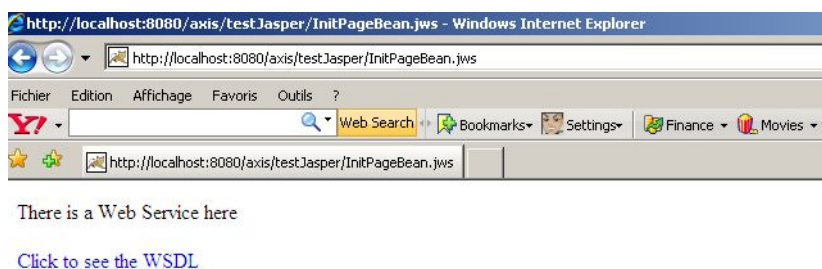 http://localhost:8080/axis/testJasper/InitPageBean.jws - Windows Internet Explorer
http://localhost:8080/axis/testJasper/InitPageBean.jws
Fichier Edition Affichage Favoris Outils ?
Y! Web Search Bookmarks Settings Finance Movies
http://localhost:8080/axis/testJasper/InitPageBean.jws
There is a Web Service here
Click to see the WSDL